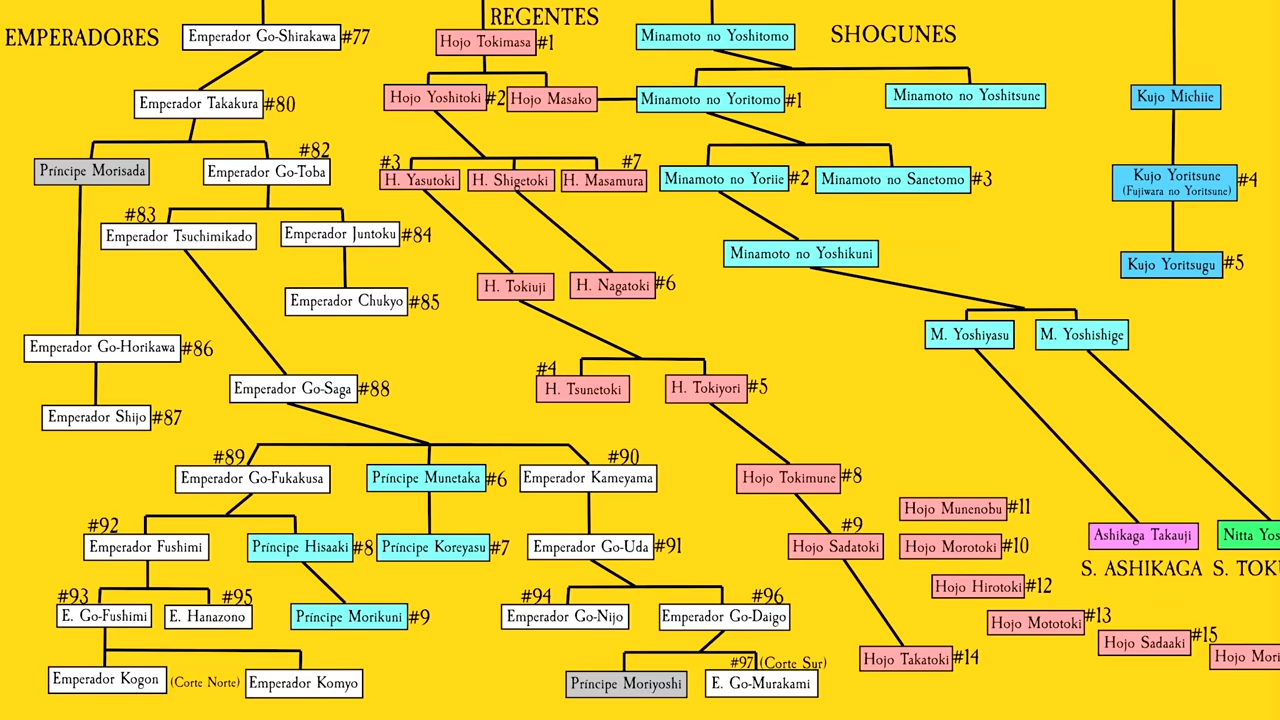 REGENTES
EMPERADORES
SHOGUNES
Emperador Go-Shirakawa #77
Hojo Tokimasa #1
Minamoto no Yoshitomo
Emperador Takakura #80
Hojo Yoshitoki #2
Hojo Masako
Minamoto no Yoritomo #1
Minamoto no Yoshitsune
Kujo Michiie
Príncipe Morisada
#82
Emperador Go-Toba
#3
H. Yasutoki
H. Shigetoki
#7
H. Masamura
Minamoto no Yoriie #2
Minamoto no Sanetomo #3
Kujo Yoritsune #4
(Fujiwara no Yoritsune)
#83
Emperador Tsuchimikado
Emperador Juntoku #84
Minamoto no Yoshikuni
Kujo Yoritsugu #5
Emperador Chukyo #85
H. Tokiuji
H. Nagatoki #6
Emperador Go-Horikawa #86
M. Yoshiyasu
M. Yoshishige
Emperador Go-Saga #88
#4
H. Tsunetoki
H. Tokiyori #5
Emperador Shijo #87
#89
Emperador Go-Fukakusa
Príncipe Munetaka #6
#90
Emperador Kameyama
Hojo Tokimune #8
Hojo Munenobu #11
#92
Emperador Fushimi
Príncipe Hisaaki #8
Príncipe Koreyasu #7
Emperador Go-Uda #91
#9
Hojo Sadatoki
Hojo Morotoki #10
Ashikaga Takauji
Nitta Yos
S. ASHIKAGA
S. TOKU
Hojo Hirotoki #12
#93
E. Go-Fushimi
#95
E. Hanazono
Príncipe Morikuni #9
#94
Emperador Go-Nijo
#96
Emperador Go-Daigo
Hojo Mototoki #13
Hojo Sadaaki #15
Hojo Takatoki #14
Hojo Mori
Emperador Kogon
(Corte Norte)
Emperador Komyo
Príncipe Moriyoshi
#97 (Corte Sur)
E. Go-Murakami